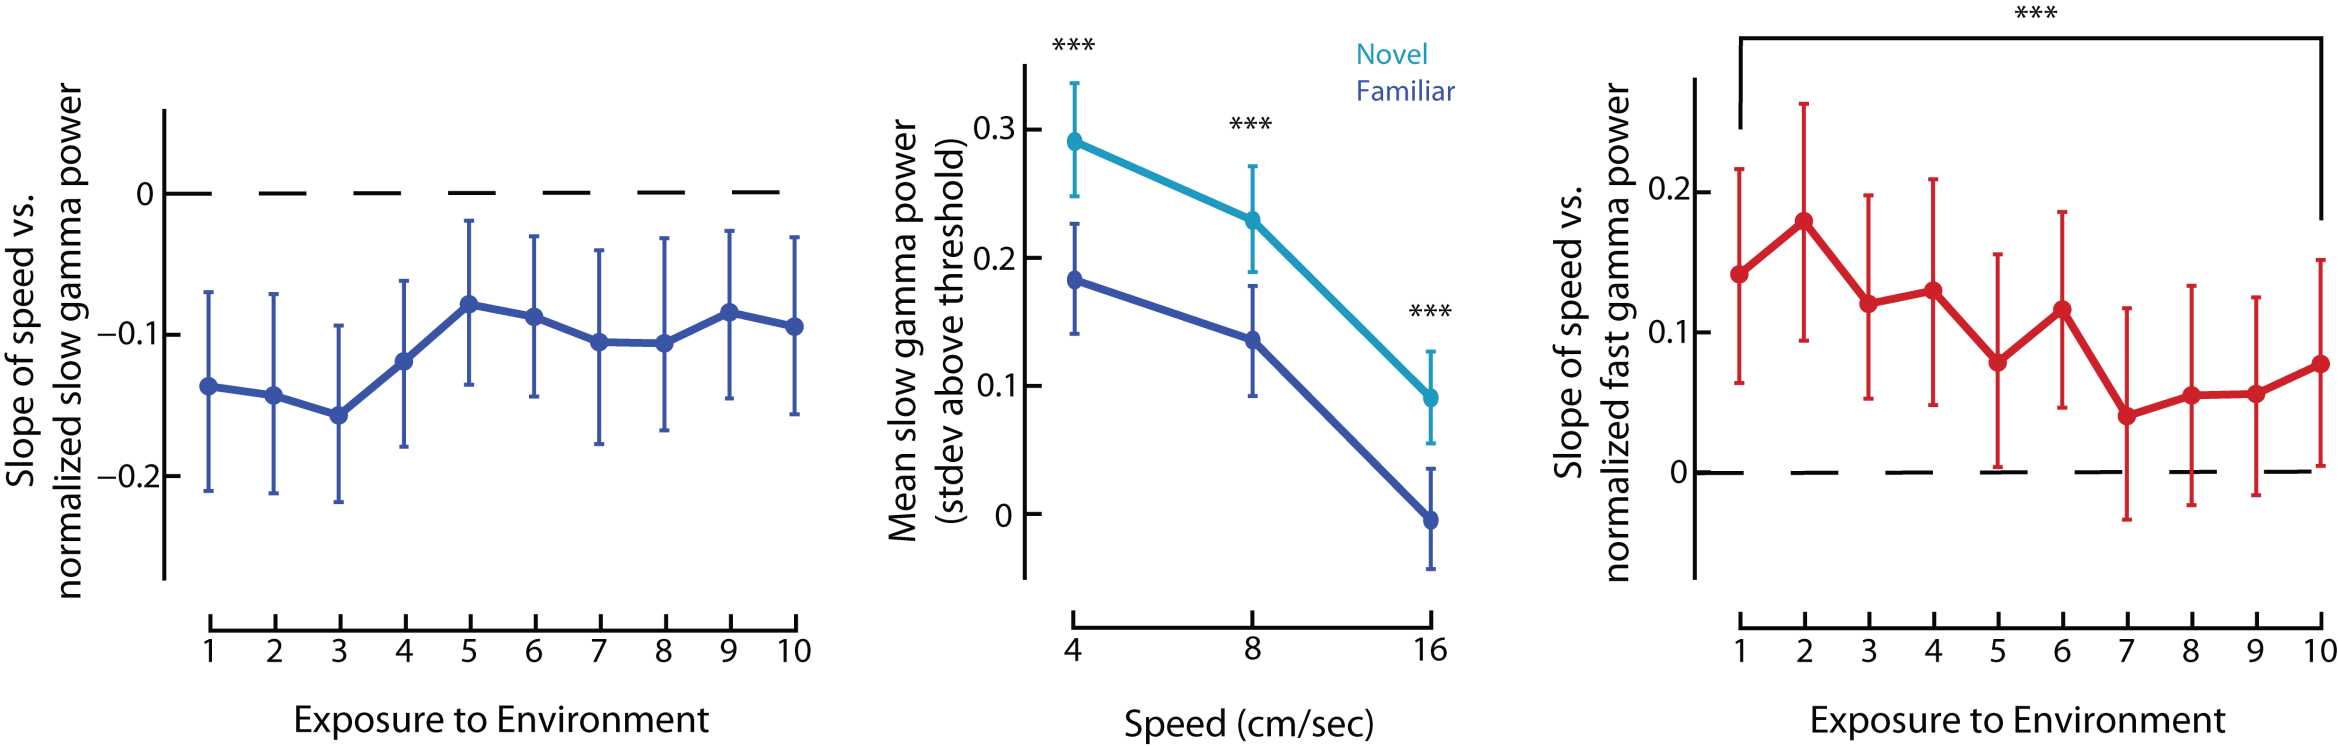 Slope of speed vs.
normalized slow gamma power
0
−0.1
−0.2
1 2 3 4 5 6 7 8 9 10
Exposure to Environment
Mean slow gamma power
(stdev above threshold)
***
***
***
Novel
Familiar
0.3
0.2
0.1
0
4 8 16
Speed (cm/sec)
***
Slope of speed vs.
normalized fast gamma power
0.2
0.1
0
1 2 3 4 5 6 7 8 9 10
Exposure to Environment